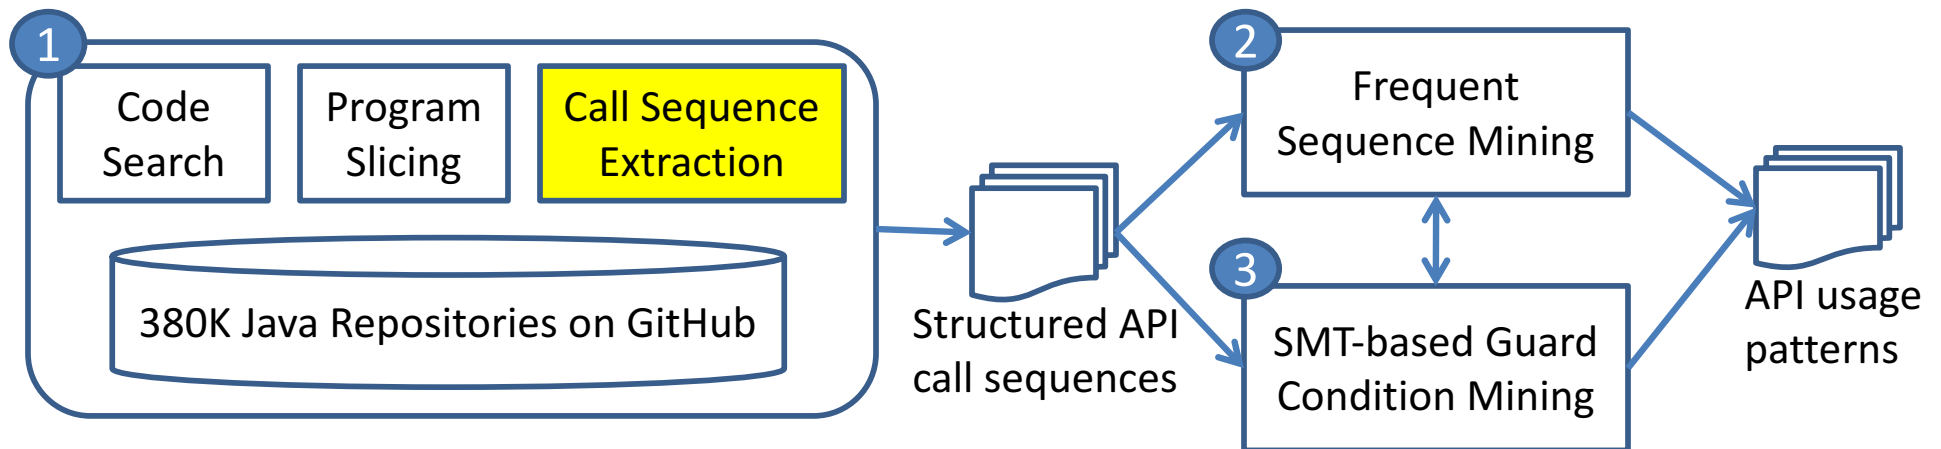 1
Code
Search
Program
Slicing
Call Sequence
Extraction
380K Java Repositories on GitHub
Structured API
call sequences
2
Frequent
Sequence Mining
3
SMT-based Guard
Condition Mining
API usage
patterns